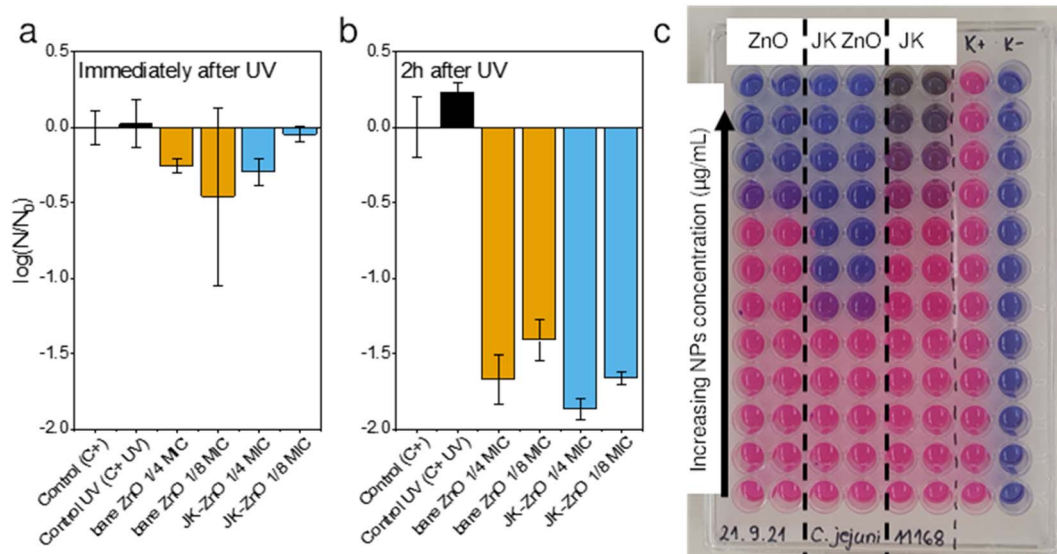 a
0.5
Immediately after UV
0.0
-0.5
-1.0
-1.5
-2.0
log(N/N0)
Control (C+)
Control UV (C+ UV)
bare ZnO 1/4 MIC
bare ZnO 1/8 MIC
JK-ZnO 1/4 MIC
JK-ZnO 1/8 MIC
b
0.5
2h after UV
0.0
-0.5
-1.0
-1.5
-2.0
Control (C+)
Control UV (C+ UV)
bare ZnO 1/4 MIC
bare ZnO 1/8 MIC
JK-ZnO 1/4 MIC
JK-ZnO 1/8 MIC
c
ZnO JK ZnO JK K+ K-
Increasing NPs concentration (µg/mL)
21.9.21 C. jejuni 11168